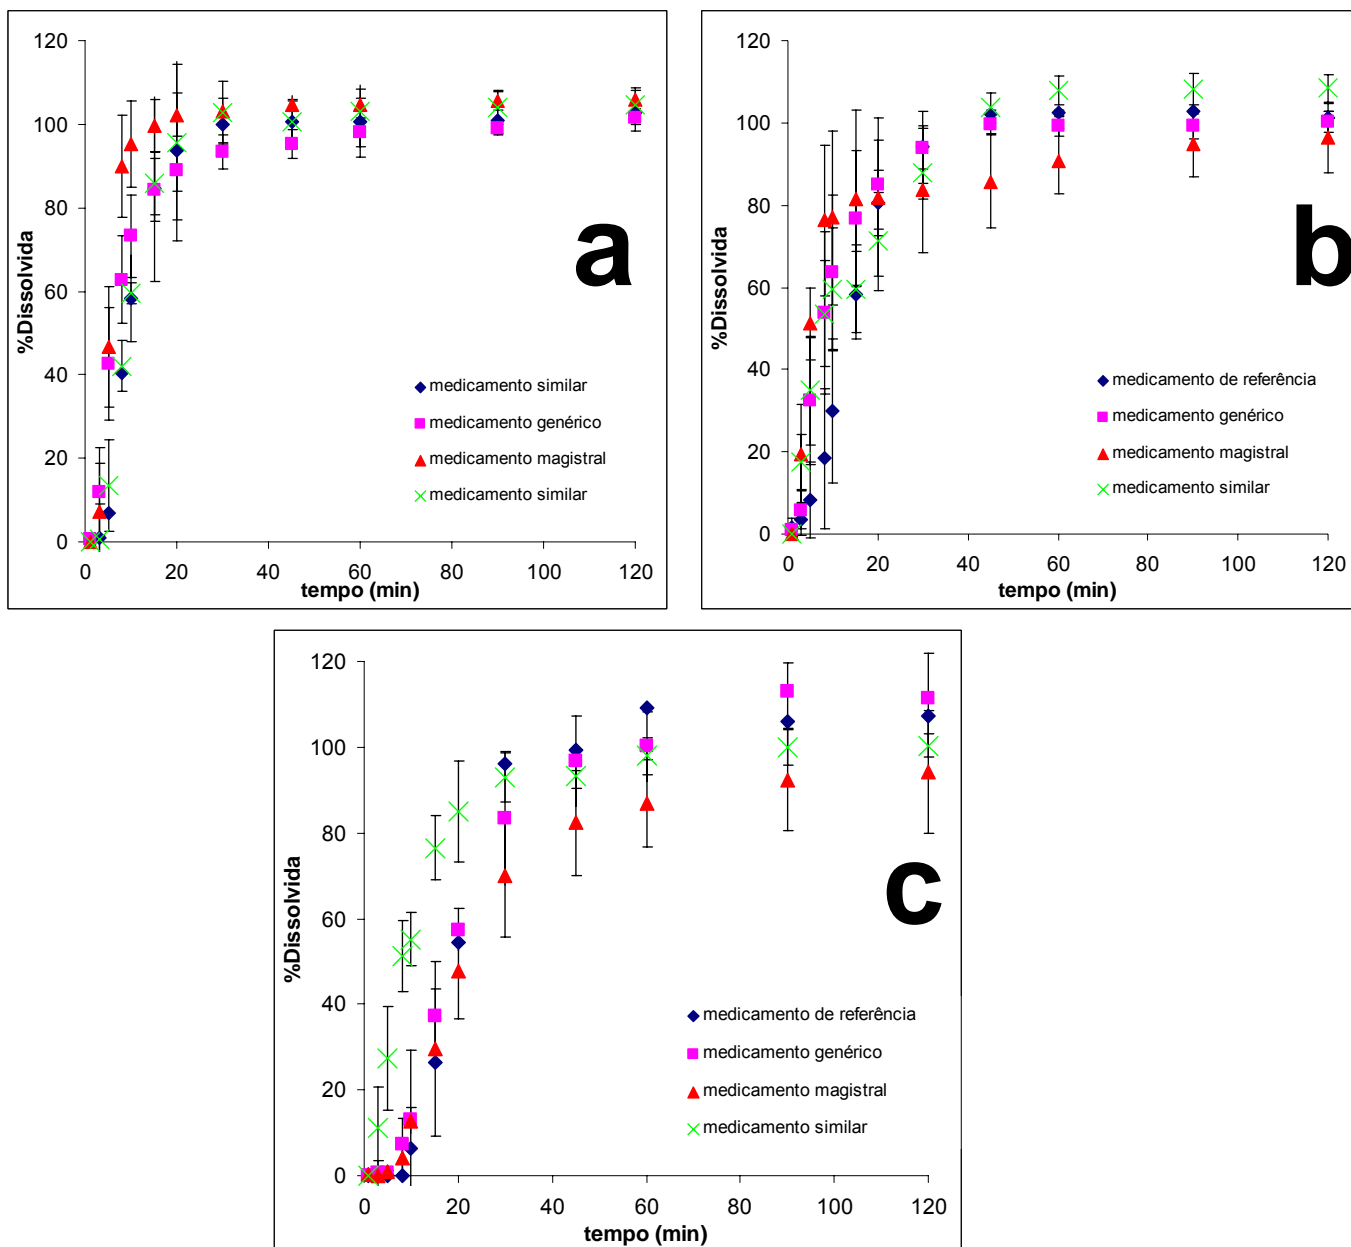 120
100
80
60
40
20
0
%Dissolvida
a
medicamento similar
medicamento genérico
medicamento magistral
medicamento similar
0 20 40 60 80 100 120
tempo (min)
120
100
80
60
40
20
0
%Dissolvida
b
medicamento de referência
medicamento genérico
medicamento magistral
medicamento similar
0 20 40 60 80 100 120
tempo (min)
120
100
80
60
40
20
0
%Dissolvida
c
medicamento de referência
medicamento genérico
medicamento magistral
medicamento similar
0 20 40 60 80 100 120
tempo (min)